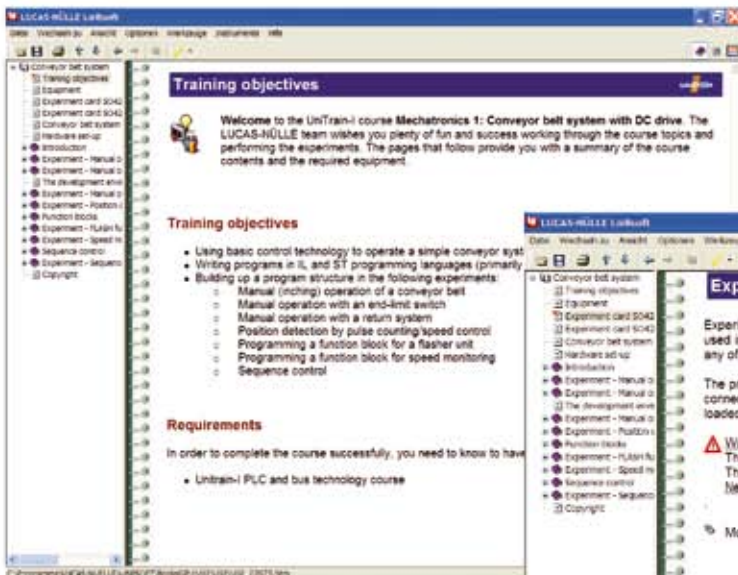 LUCAS-NÜLLE Labsoft
Datei Wechseln zu Ansicht Optionen Werkzeuge Instrumente Hilfe
Conveyor belt system
Training objectives
Equipment
Experiment card SO42
Experiment card SO42
Conveyor belt system
Hardware set-up
Introduction
Experiment - Manual o
Experiment - Manual o
The development envi
Experiment - Manual o
Experiment - Position d
Function blocks
Experiment - Flash fu
Experiment - Speed m
Sequence control
Experiment - Sequenc
Copyright
Training objectives
Welcome to the UniTrain-I course Mechatronics 1: Conveyor belt system with DC drive. The
LUCAS-NÜLLE team wishes you plenty of fun and success working through the course topics and
performing the experiments. The pages that follow provide you with a summary of the course
contents and the required equipment.
Training objectives
Using basic control technology to operate a simple conveyor syst
Writing programs in IL and ST programming languages (primarily
Building up a program structure in the following experiments:
Manual (inching) operation of a conveyor belt
Manual operation with an end-limit switch
Manual operation with a return system
Position detection by pulse counting/speed control
Programming a function block for a flasher unit
Programming a function block for speed monitoring
Sequence control
Requirements
In order to complete the course successfully, you need to know to have
Unitrain-I PLC and bus technology course
LUCAS-NÜLLE Labsoft
Datei Wechseln zu Ansicht Optionen Werkzeu
Conveyor belt system
Training objectives
Equipment
Experiment card SO42
Experiment card SO42
Conveyor belt system
Hardware set-up
Introduction
Experiment - Manual o
Experiment - Manual o
The development envi
Experiment - Manual o
Experiment - Position
Function blocks
Experiment - Flash fu
Experiment - Speed m
Sequence control
Experiment - Sequenc
Copyright
Exp
Experi
used i
any of
The p
connec
loaded
W
Th
Th
Ne
Mo